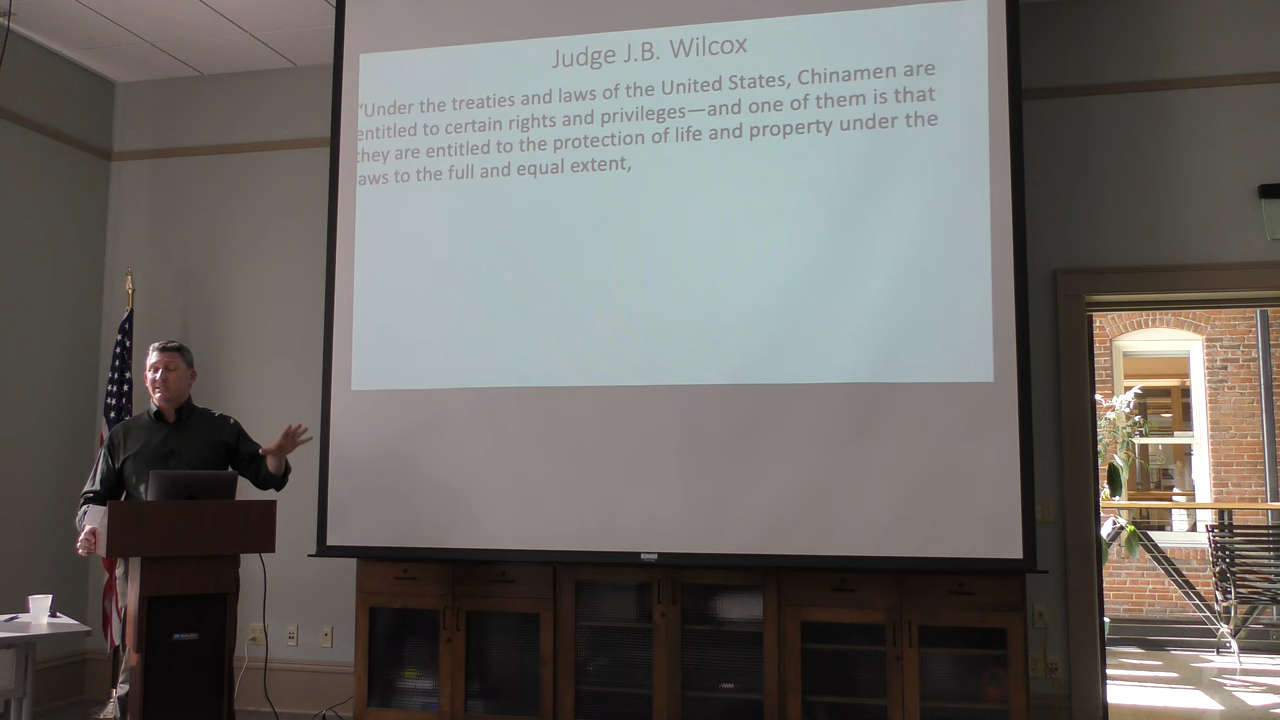 Judge J.B. Wilcox
"Under the treaties and laws of the United States, Chinamen are
entitled to certain rights and privileges—and one of them is that
they are entitled to the protection of life and property under the
aws to the full and equal extent,